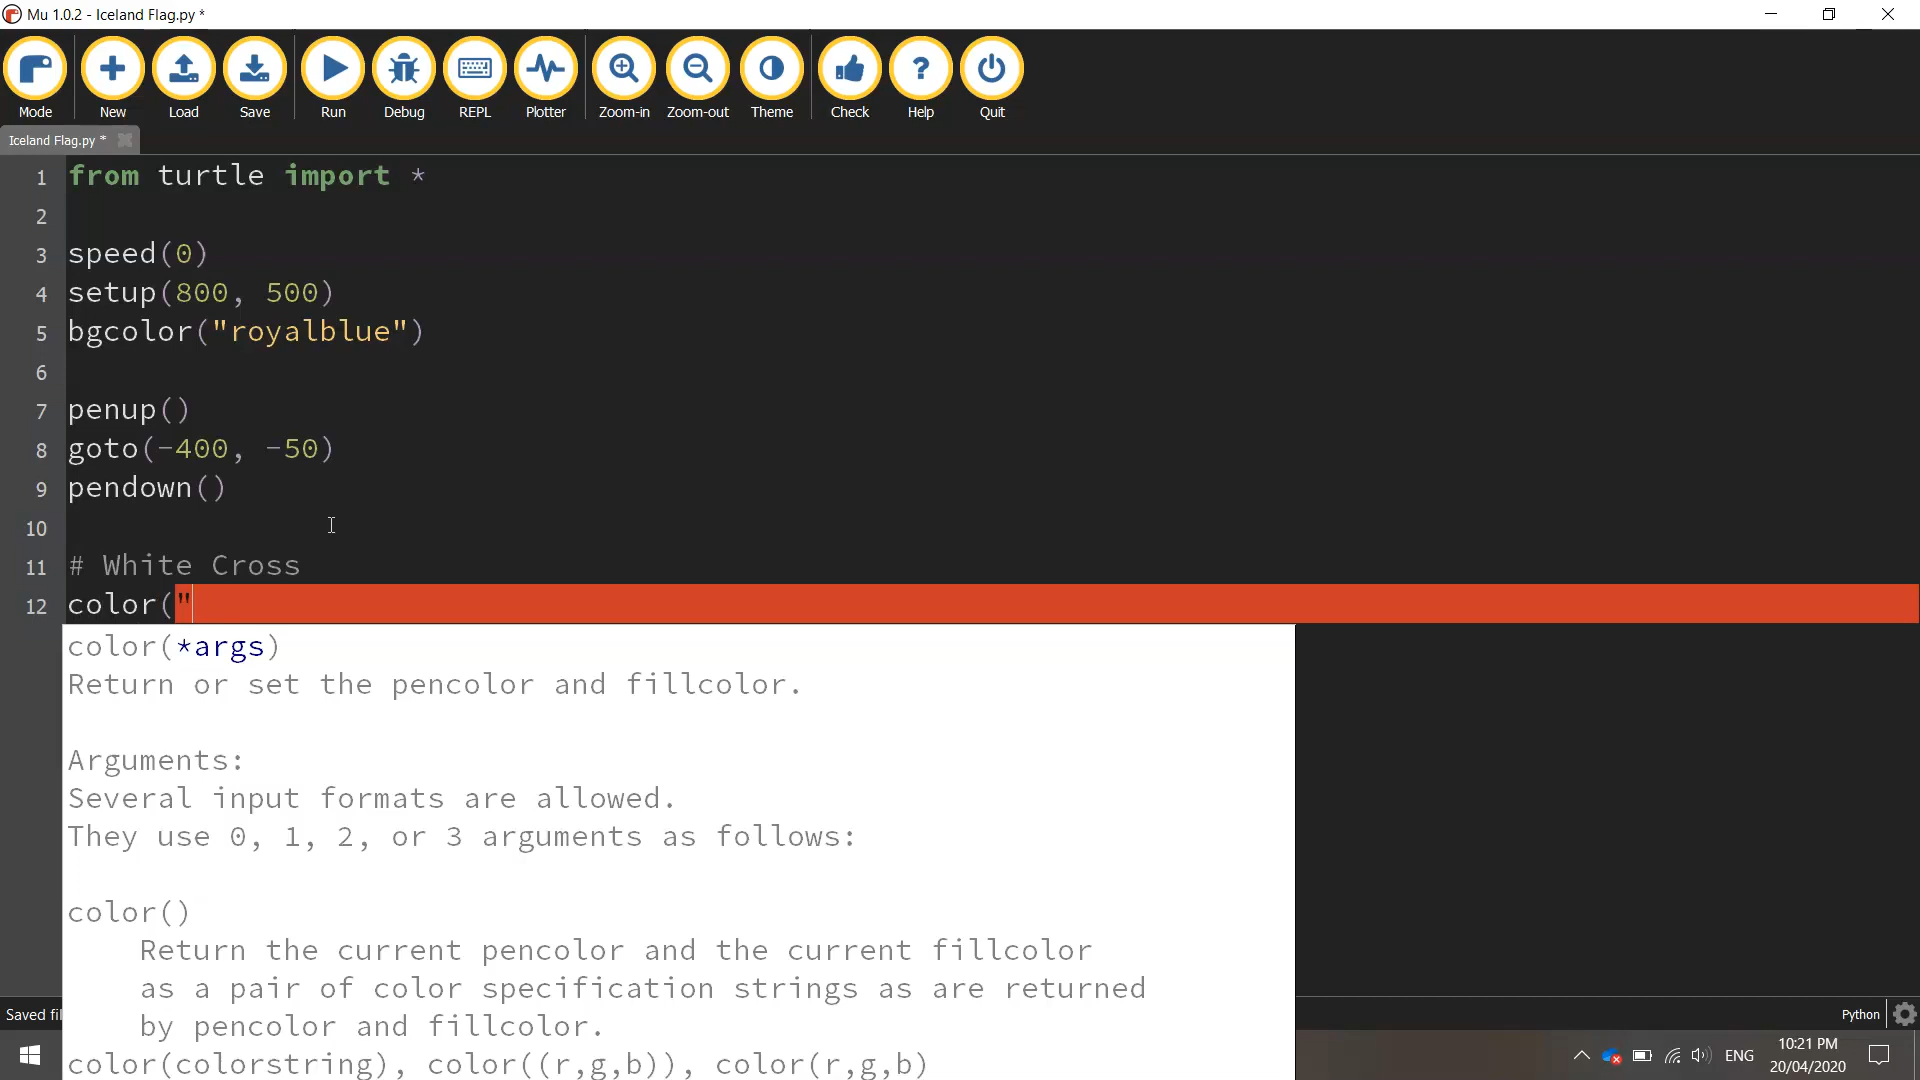 Mu 1.0.2 - Iceland Flag.py *
Mode New Load Save Run Debug REPL Plotter Zoom-in Zoom-out Theme Check Help Quit
Iceland Flag.py *
1 from turtle import *
2
3 speed(0)
4 setup(800, 500)
5 bgcolor("royalblue")
6
7 penup()
8 goto(-400, -50)
9 pendown()
10
11 # White Cross
12 color("
color(*args)
Return or set the pencolor and fillcolor.
Arguments:
Several input formats are allowed.
They use 0, 1, 2, or 3 arguments as follows:
color()
Return the current pencolor and the current fillcolor
as a pair of color specification strings as are returned
by pencolor and fillcolor.
color(colorstring), color((r,g,b)), color(r,g,b)
Saved fil
Python
ENG
10:21 PM
20/04/2020